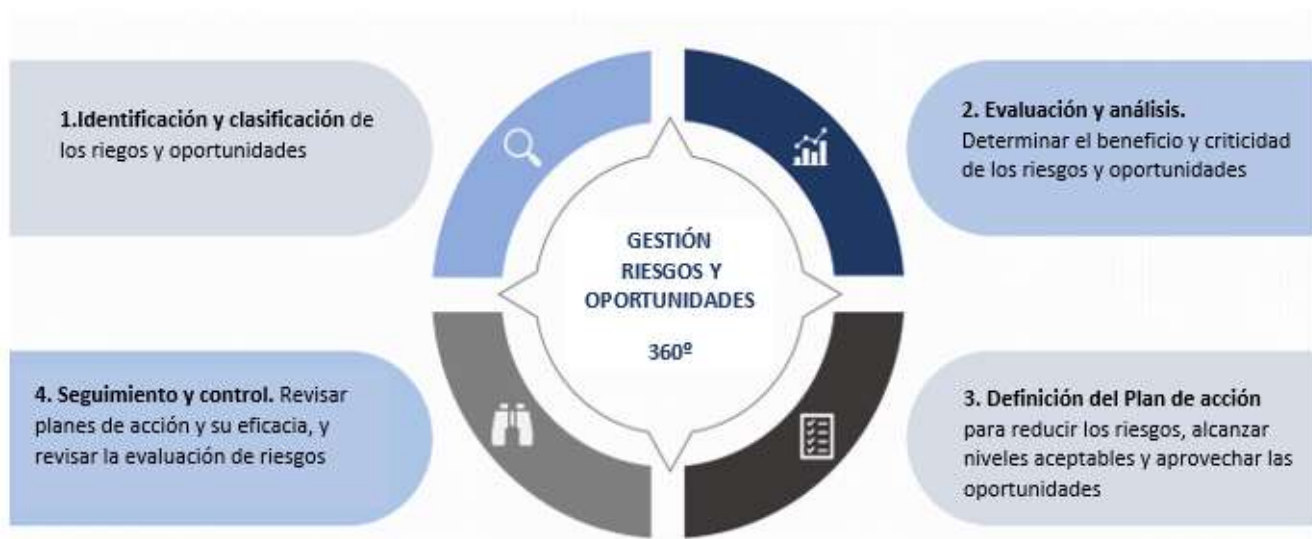 1.Identificación y clasificación de
los riegos y oportunidades
2. Evaluación y análisis.
Determinar el beneficio y criticidad
de los riesgos y oportunidades
GESTIÓN
RIESGOS Y
OPORTUNIDADES
360º
4. Seguimiento y control. Revisar
planes de acción y su eficacia, y
revisar la evaluación de riesgos
3. Definición del Plan de acción
para reducir los riesgos, alcanzar
niveles aceptables y aprovechar las
oportunidades